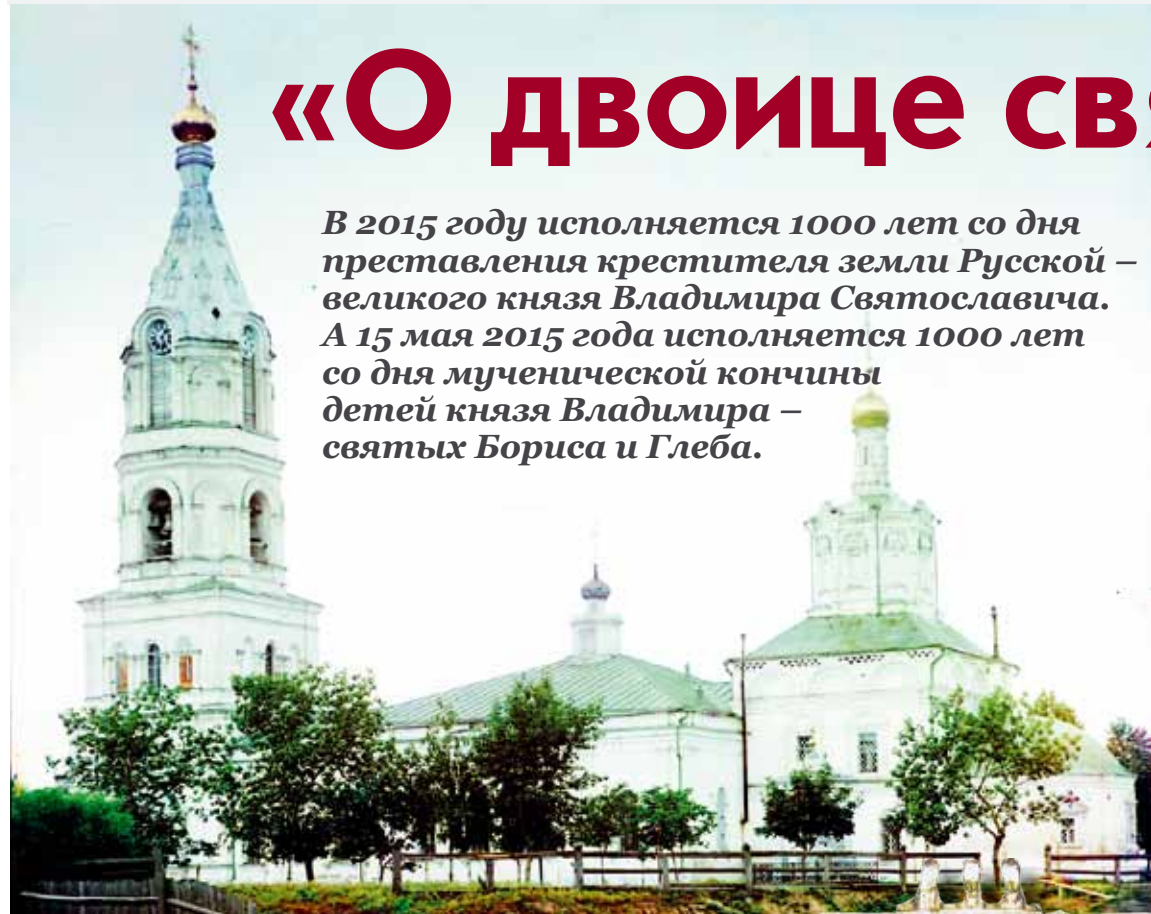 «О двоице
В 2015 году исполняется 1000 лет со дня
преставления крестителя земли Русской –
великого князя Владимира Святославича.
А 15 мая 2015 года исполняется 1000 лет
со дня мученической кончины
детей князя Владимира –
святых Бориса и Глеба.